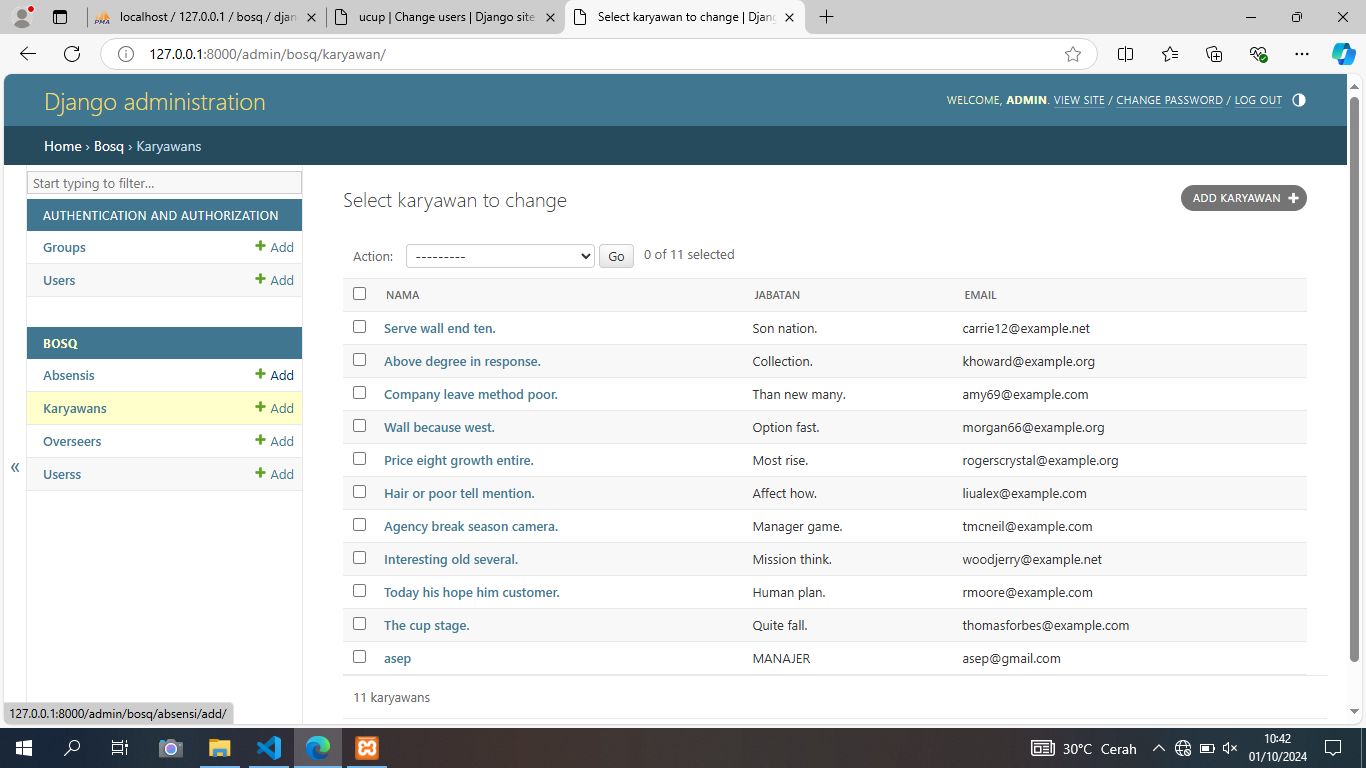 localhost / 127.0.0.1 / bosq / djan
ucup | Change users | Django site
Select karyawan to change | Djang
127.0.0.1:8000/admin/bosq/karyawan/
Django administration
WELCOME, ADMIN. VIEW SITE / CHANGE PASSWORD / LOG OUT
Home › Bosq › Karyawans
Start typing to filter...
AUTHENTICATION AND AUTHORIZATION
Groups + Add
Users + Add
BOSQ
Absensis + Add
Karyawans + Add
Overseers + Add
Userss + Add
«
Select karyawan to change
ADD KARYAWAN +
Action: --------- Go 0 of 11 selected
NAMA JABATAN EMAIL
Serve wall end ten. Son nation. carrie12@example.net
Above degree in response. Collection. khoward@example.org
Company leave method poor. Than new many. amy69@example.com
Wall because west. Option fast. morgan66@example.org
Price eight growth entire. Most rise. rogerscrystal@example.org
Hair or poor tell mention. Affect how. liualex@example.com
Agency break season camera. Manager game. tmcneil@example.com
Interesting old several. Mission think. woodjerry@example.net
Today his hope him customer. Human plan. rmoore@example.com
The cup stage. Quite fall. thomasforbes@example.com
asep MANAJER asep@gmail.com
11 karyawans
127.0.0.1:8000/admin/bosq/absensi/add/
30°C Cerah
10:42
01/10/2024